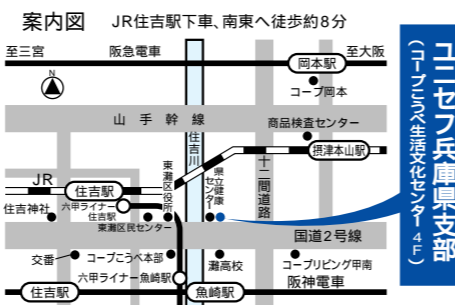 案内図 JR住吉駅下車、南東へ徒歩約8分
至三宮 阪急電車 至大阪
岡本駅
N
コープ岡本
山手幹線
住吉川
商品検査センター
摂津本山駅
十二間道路
東灘区役所
県立健康センター
JR
住吉駅
六甲ライナー住吉駅
住吉神社
東灘区民センター
国道2号線
交番
コープこうべ本部
灘高校
コープリビング甲南
六甲ライナー魚崎駅
阪神電車
住吉駅
魚崎駅
ユニセフ兵庫県支部
(コープこうべ生活文化センター4F)